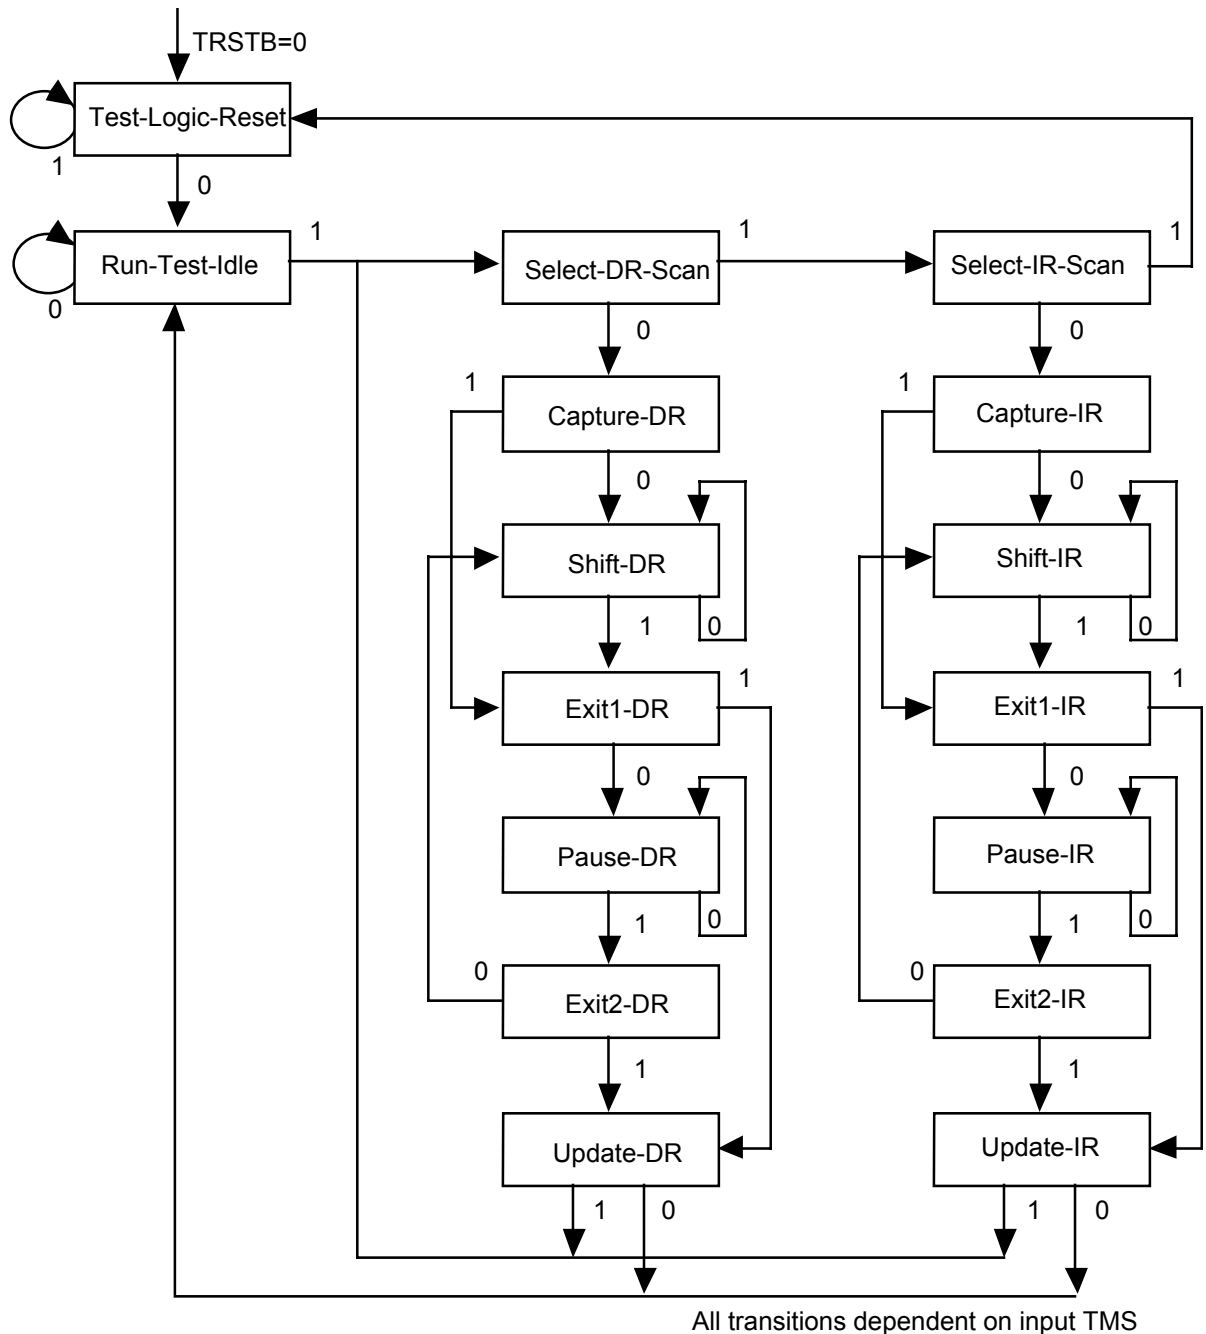 TRSTB=0
Test-Logic-Reset
1
0
1
1
1
Run-Test-Idle
Select-DR-Scan
Select-IR-Scan
0
0
0
1
1
Capture-DR
Capture-IR
0
0
Shift-DR
Shift-IR
1
0
1
0
1
1
Exit1-DR
Exit1-IR
0
0
Pause-DR
Pause-IR
1
0
1
0
0
0
Exit2-DR
Exit2-IR
1
1
Update-DR
Update-IR
1
0
1
0
All transitions dependent on input TMS